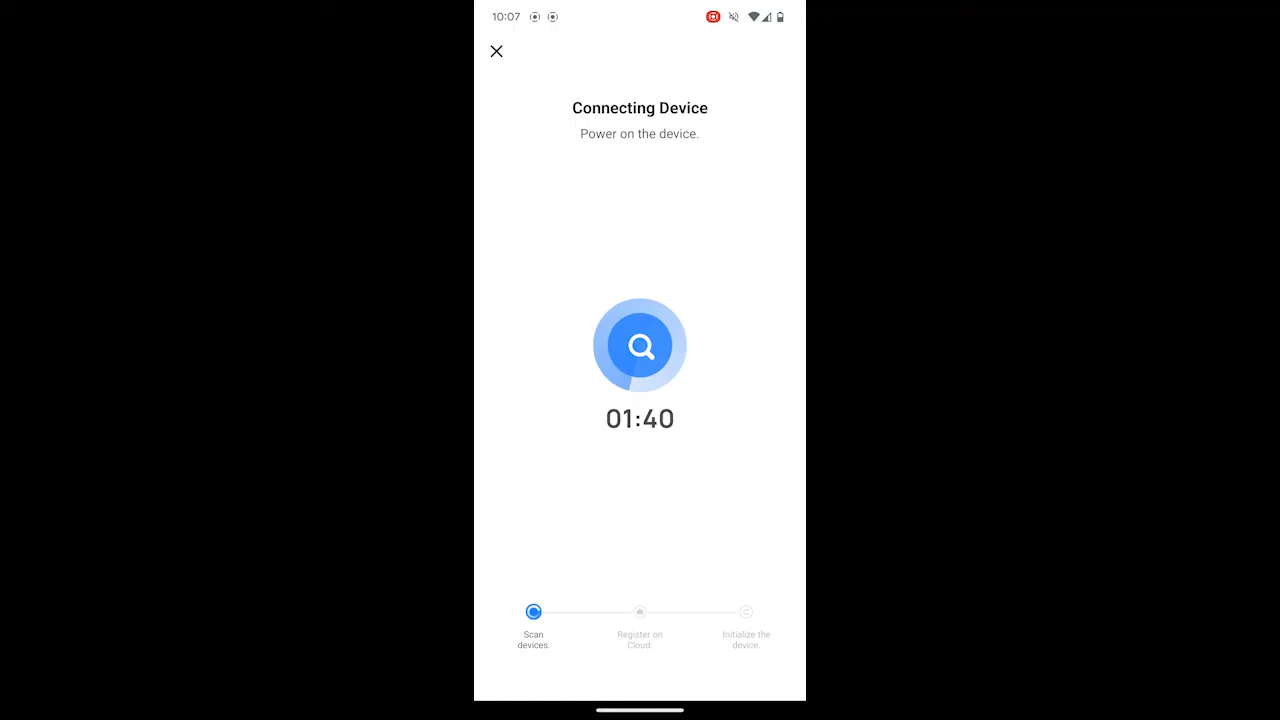 10:07
Connecting Device
Power on the device.
01:40
Scan
devices.
Register on
Cloud.
Initialize the
device.